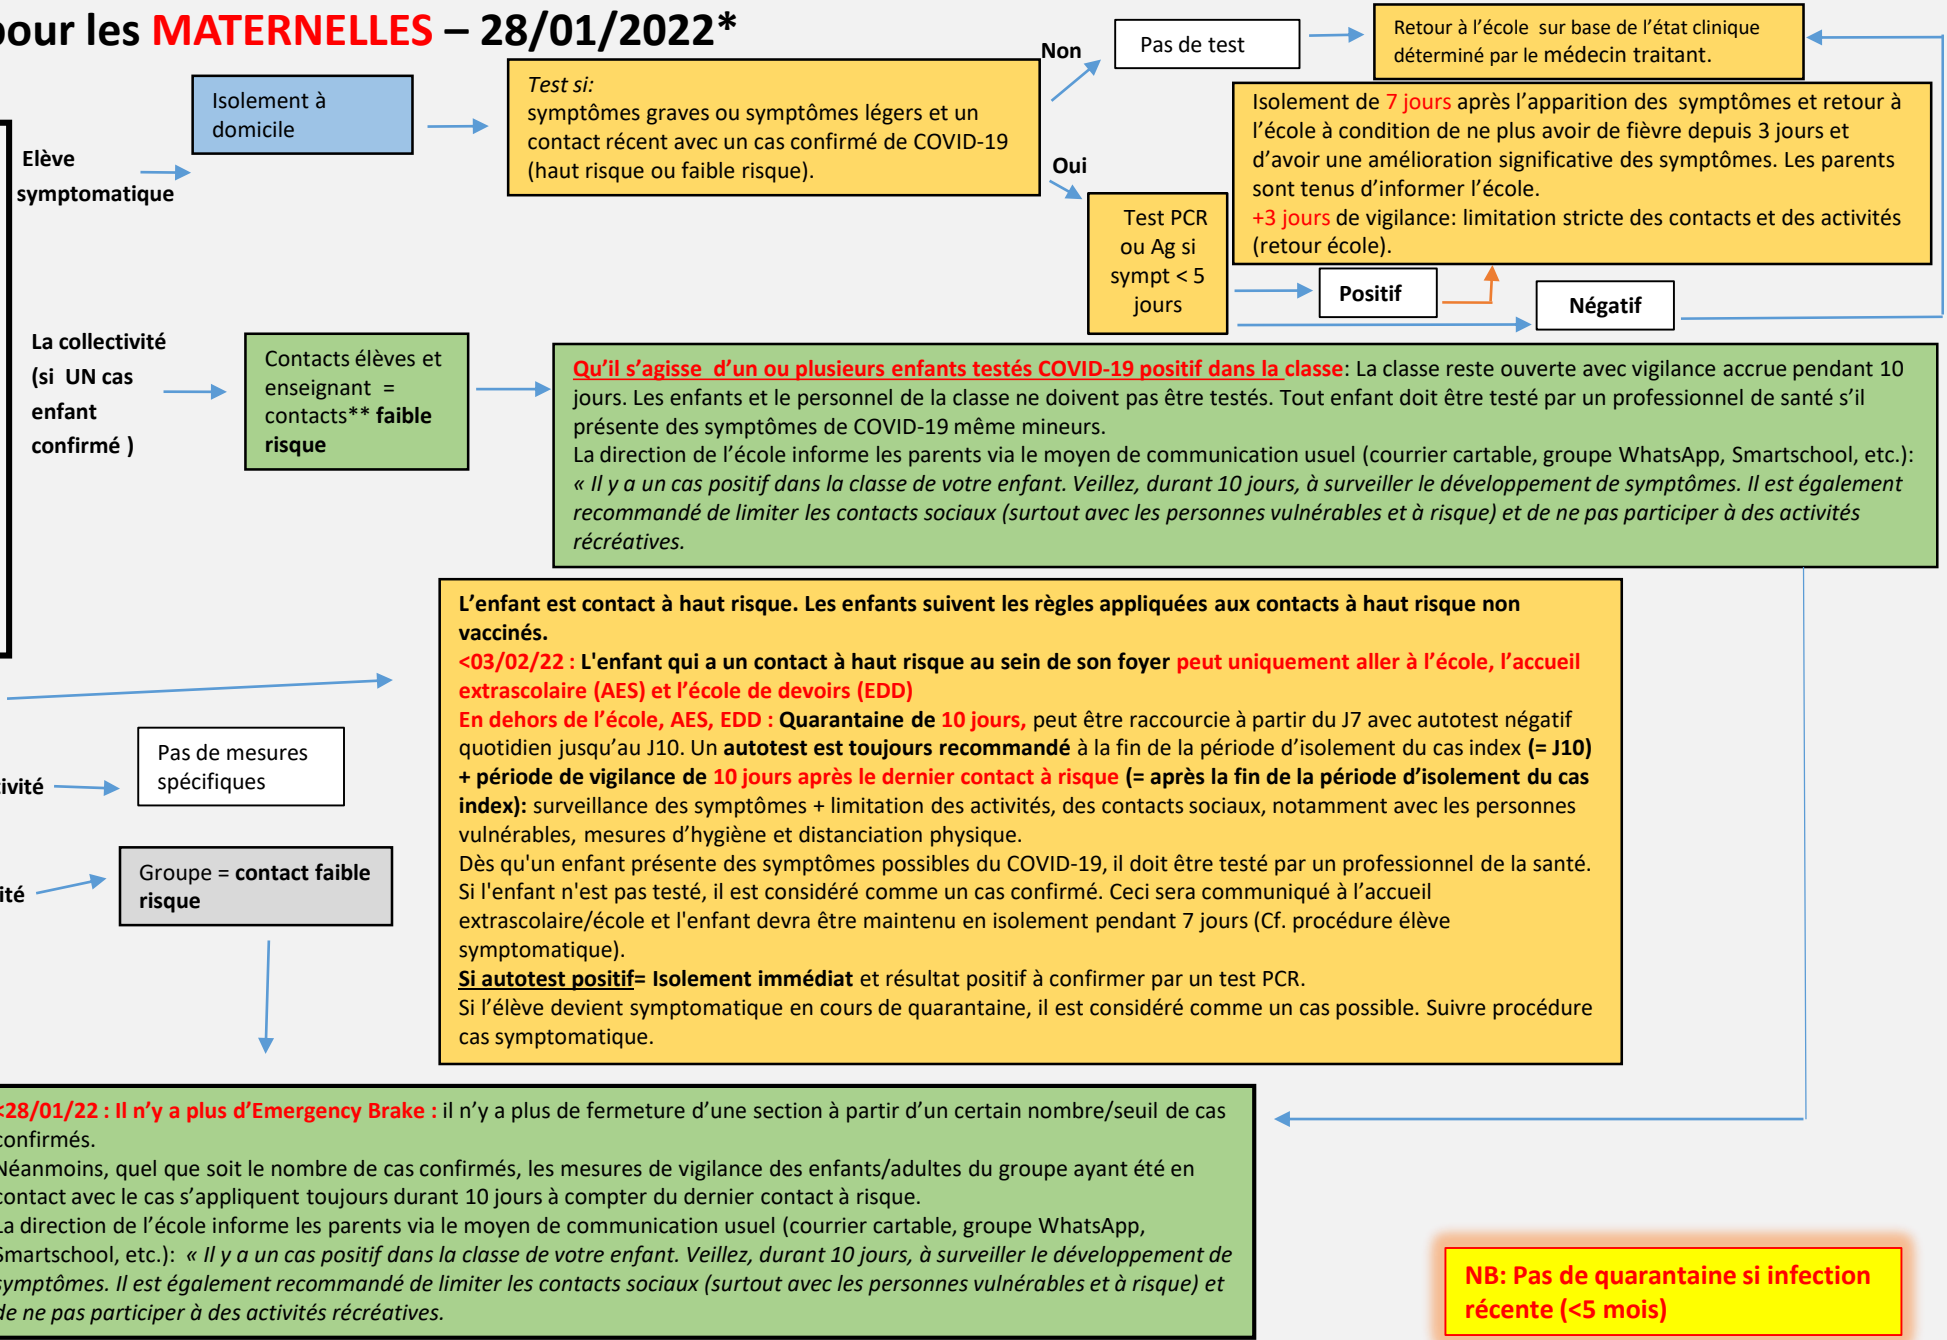 pour les MATERNELLES – 28/01/2022*
Elève
symptomatique
Isolement à
domicile
Test si:
symptômes graves ou symptômes légers et un
contact récent avec un cas confirmé de COVID-19
(haut risque ou faible risque).
Non
Pas de test
Retour à l’école sur base de l’état clinique
déterminé par le médecin traitant.
Oui
Test PCR
ou Ag si
sympt < 5
jours
Isolement de 7 jours après l’apparition des symptômes et retour à
l’école à condition de ne plus avoir de fièvre depuis 3 jours et
d’avoir une amélioration significative des symptômes. Les parents
sont tenus d’informer l’école.
+3 jours de vigilance: limitation stricte des contacts et des activités
(retour école).
Positif
Négatif
La collectivité
(si UN cas
enfant
confirmé )
Contacts élèves et
enseignant =
contacts** faible
risque
Qu’il s’agisse d’un ou plusieurs enfants testés COVID-19 positif dans la classe: La classe reste ouverte avec vigilance accrue pendant 10
jours. Les enfants et le personnel de la classe ne doivent pas être testés. Tout enfant doit être testé par un professionnel de santé s’il
présente des symptômes de COVID-19 même mineurs.
La direction de l’école informe les parents via le moyen de communication usuel (courrier cartable, groupe WhatsApp, Smartschool, etc.):
« Il y a un cas positif dans la classe de votre enfant. Veillez, durant 10 jours, à surveiller le développement de symptômes. Il est également
recommandé de limiter les contacts sociaux (surtout avec les personnes vulnérables et à risque) et de ne pas participer à des activités
récréatives.
L’enfant est contact à haut risque. Les enfants suivent les règles appliquées aux contacts à haut risque non
vaccinés.
<03/02/22 : L'enfant qui a un contact à haut risque au sein de son foyer peut uniquement aller à l’école, l’accueil
extrascolaire (AES) et l’école de devoirs (EDD)
En dehors de l’école, AES, EDD : Quarantaine de 10 jours, peut être raccourcie à partir du J7 avec autotest négatif
quotidien jusqu’au J10. Un autotest est toujours recommandé à la fin de la période d’isolement du cas index (= J10)
+ période de vigilance de 10 jours après le dernier contact à risque (= après la fin de la période d’isolement du cas
index): surveillance des symptômes + limitation des activités, des contacts sociaux, notamment avec les personnes
vulnérables, mesures d’hygiène et distanciation physique.
Dès qu'un enfant présente des symptômes possibles du COVID-19, il doit être testé par un professionnel de la santé.
Si l'enfant n'est pas testé, il est considéré comme un cas confirmé. Ceci sera communiqué à l’accueil
extrascolaire/école et l'enfant devra être maintenu en isolement pendant 7 jours (Cf. procédure élève
symptomatique).
Si autotest positif= Isolement immédiat et résultat positif à confirmer par un test PCR.
Si l’élève devient symptomatique en cours de quarantaine, il est considéré comme un cas possible. Suivre procédure
cas symptomatique.
ivité
Pas de mesures
spécifiques
ité
Groupe = contact faible
risque
<28/01/22 : Il n’y a plus d’Emergency Brake : il n’y a plus de fermeture d’une section à partir d’un certain nombre/seuil de cas
confirmés.
Néanmoins, quel que soit le nombre de cas confirmés, les mesures de vigilance des enfants/adultes du groupe ayant été en
contact avec le cas s’appliquent toujours durant 10 jours à compter du dernier contact à risque.
La direction de l’école informe les parents via le moyen de communication usuel (courrier cartable, groupe WhatsApp,
Smartschool, etc.): « Il y a un cas positif dans la classe de votre enfant. Veillez, durant 10 jours, à surveiller le développement de
symptômes. Il est également recommandé de limiter les contacts sociaux (surtout avec les personnes vulnérables et à risque) et
de ne pas participer à des activités récréatives.
NB: Pas de quarantaine si infection
récente (<5 mois)